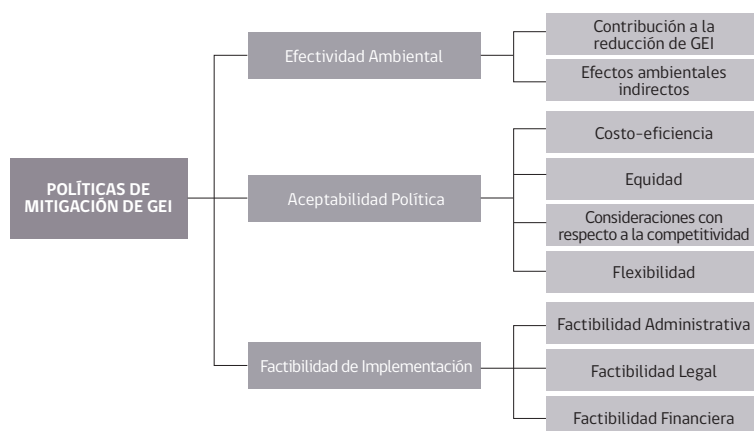 POLÍTICAS DE
MITIGACIÓN DE GEI
Efectividad Ambiental
Contribución a la
reducción de GEI
Efectos ambientales
indirectos
Aceptabilidad Política
Costo-eficiencia
Equidad
Consideraciones con
respecto a la competitividad
Flexibilidad
Factibilidad de Implementación
Factibilidad Administrativa
Factibilidad Legal
Factibilidad Financiera